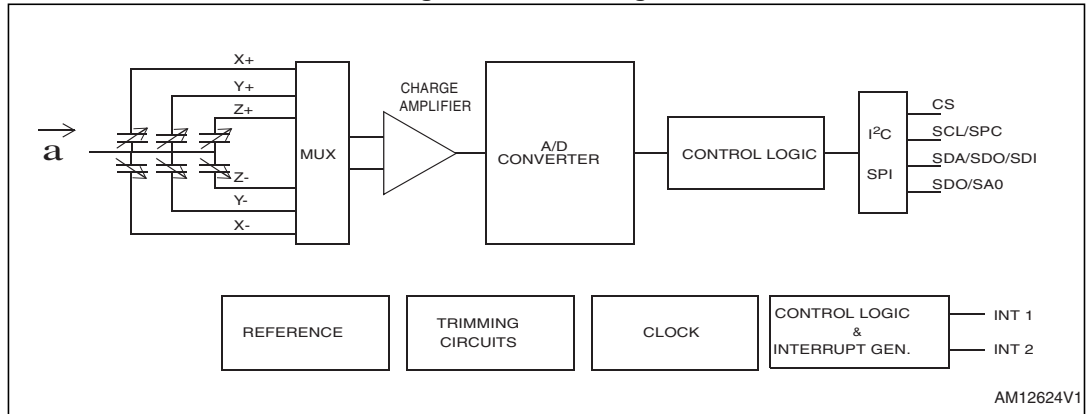 X+
Y+
Z+
a
Z-
Y-
X-
MUX
CHARGE
AMPLIFIER
A/D
CONVERTER
CONTROL LOGIC
I²C
SPI
CS
SCL/SPC
SDA/SDO/SDI
SDO/SA0
REFERENCE
TRIMMING
CIRCUITS
CLOCK
CONTROL LOGIC
&
INTERRUPT GEN.
INT 1
INT 2
AM12624V1